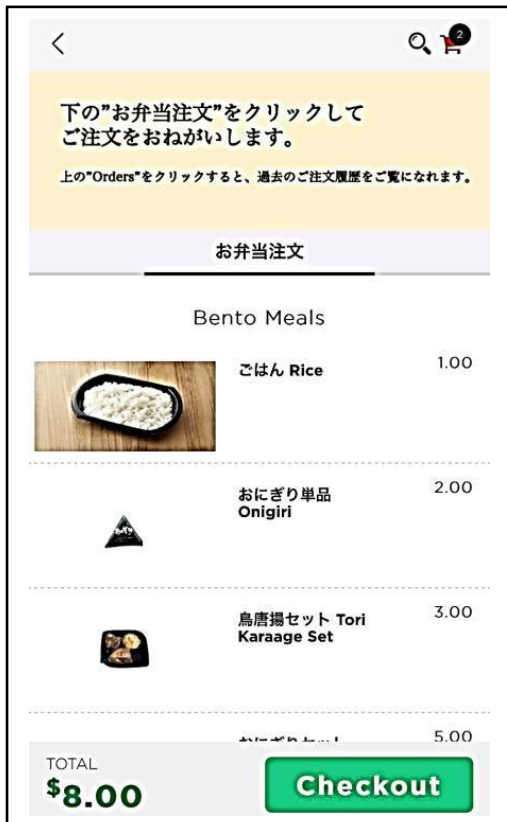 2
下の”お弁当注文”をクリックして
ご注文をおねがいします。
上の”Orders”をクリックすると、過去のご注文履歴をご覧になれます。
お弁当注文
Bento Meals
ごはん Rice
1.00
おにぎり単品
Onigiri
2.00
鳥唐揚セット Tori
Karaage Set
3.00
5.00
TOTAL
$8.00
Checkout